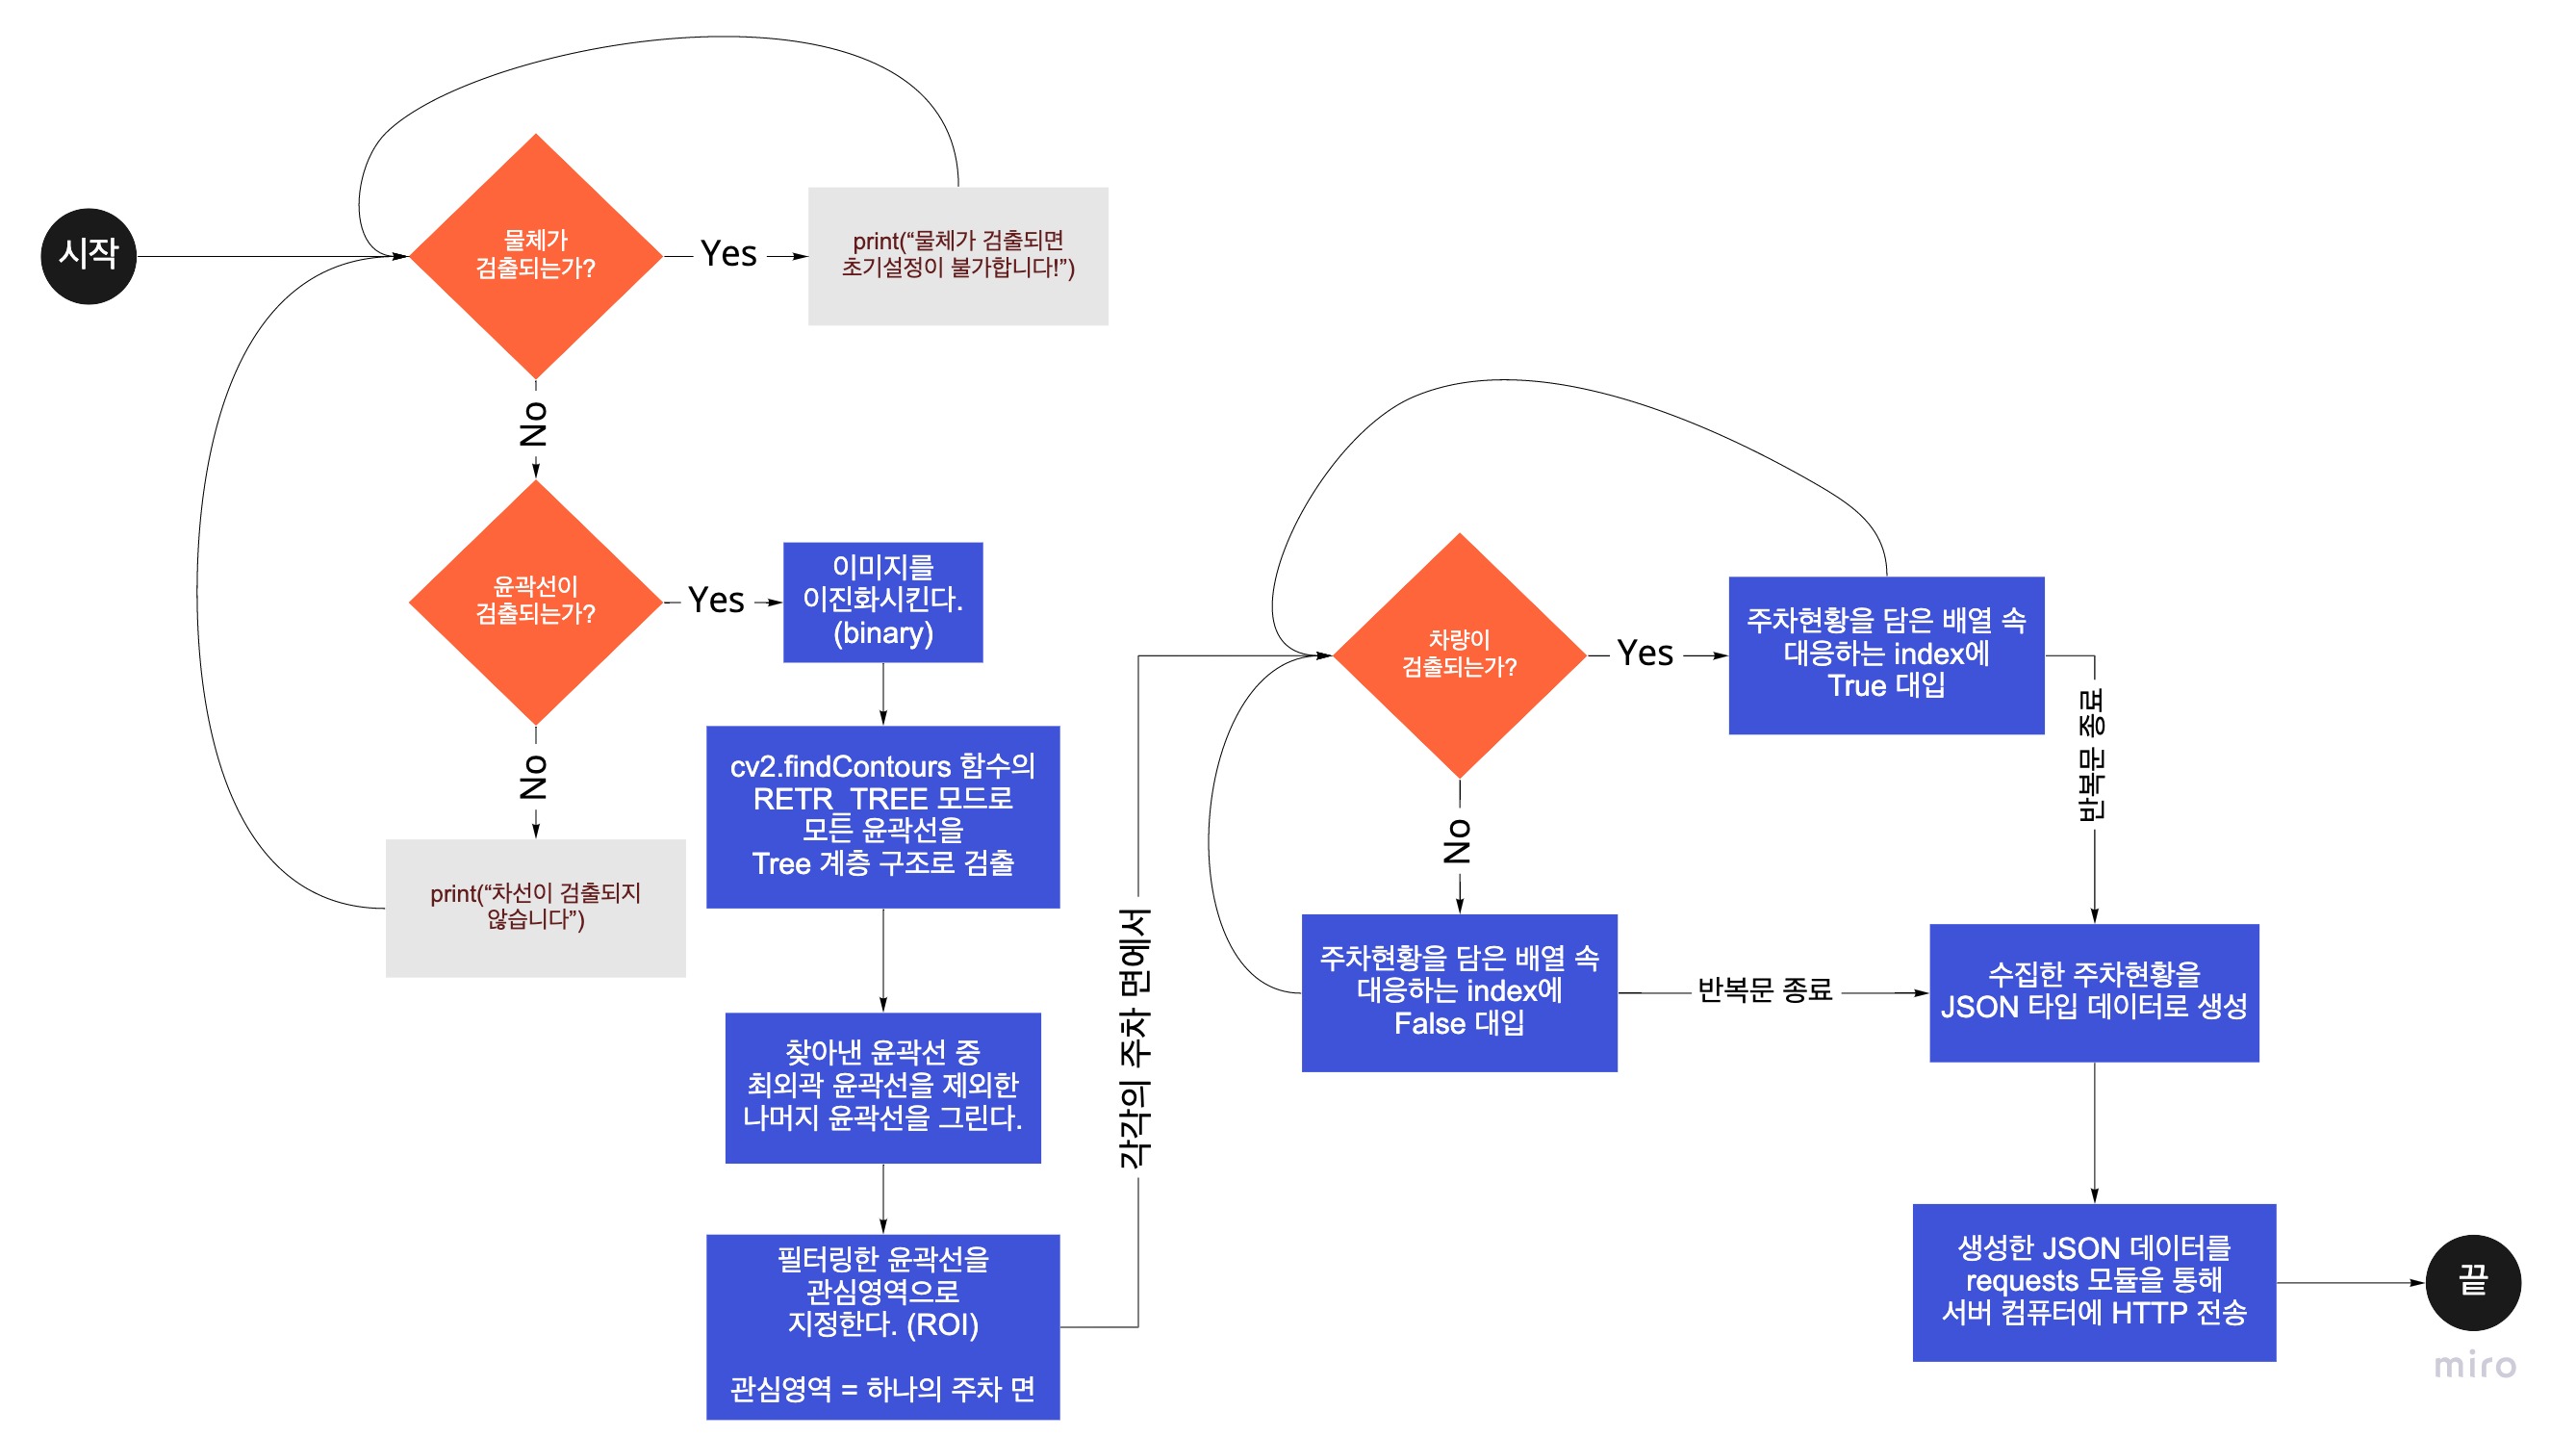 시작
물체가
검출되는가?
Yes
print(“물체가 검출되면
초기설정이 불가합니다!”)
No
윤곽선이
검출되는가?
Yes
이미지를
이진화시킨다.
(binary)
No
print(“차선이 검출되지
않습니다”)
cv2.findContours 함수의
RETR_TREE 모드로
모든 윤곽선을
Tree 계층 구조로 검출
찾아낸 윤곽선 중
최외곽 윤곽선을 제외한
나머지 윤곽선을 그린다.
필터링한 윤곽선을
관심영역으로
지정한다. (ROI)
관심영역 = 하나의 주차 면
각각의 주차 면에서
차량이
검출되는가?
Yes
주차현황을 담은 배열 속
대응하는 index에
True 대입
반복문 종료
No
주차현황을 담은 배열 속
대응하는 index에
False 대입
반복문 종료
수집한 주차현황을
JSON 타입 데이터로 생성
생성한 JSON 데이터를
requests 모듈을 통해
서버 컴퓨터에 HTTP 전송
끝
miro